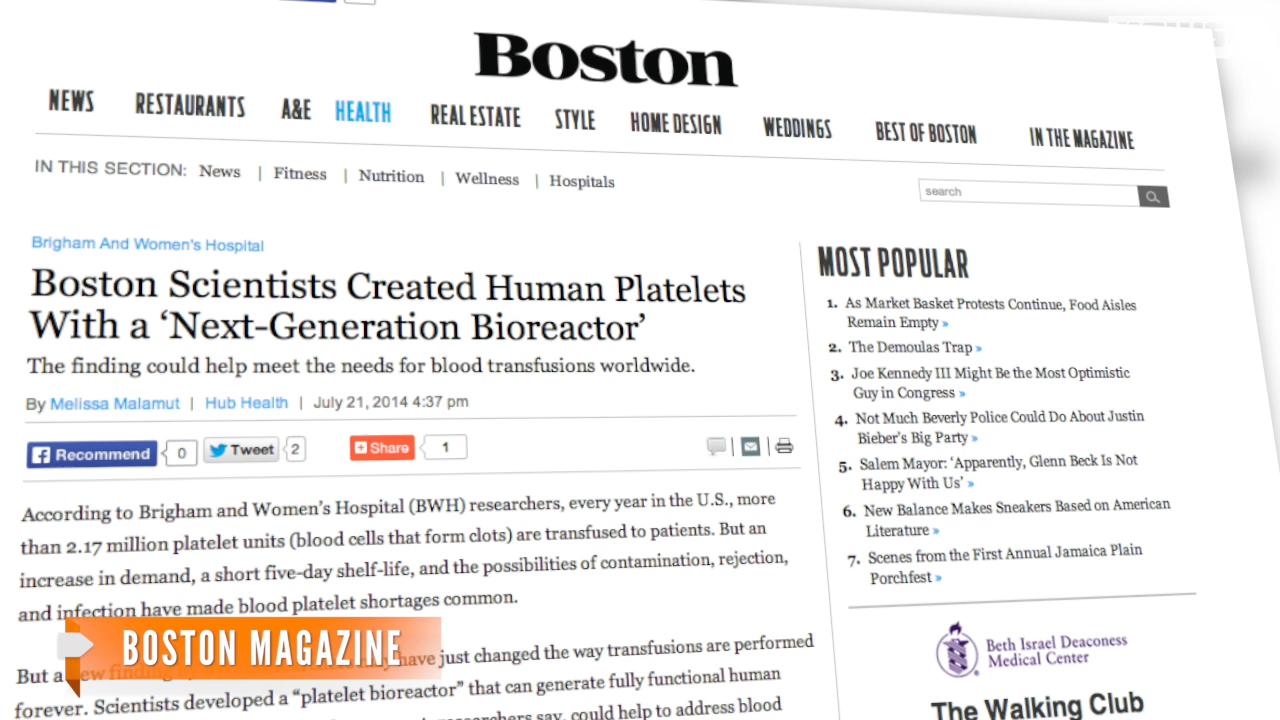 Boston
NEWS RESTAURANTS A&E HEALTH REAL ESTATE STYLE HOME DESIGN WEDDINGS BEST OF BOSTON IN THE MAGAZINE
IN THIS SECTION: News | Fitness | Nutrition | Wellness | Hospitals
search
Brigham And Women's Hospital
Boston Scientists Created Human Platelets
With a ‘Next-Generation Bioreactor’
The finding could help meet the needs for blood transfusions worldwide.
By Melissa Malamut | Hub Health | July 21, 2014 4:37 pm
Recommend 0 Tweet 2 Share 1
According to Brigham and Women’s Hospital (BWH) researchers, every year in the U.S., more
than 2.17 million platelet units (blood cells that form clots) are transfused to patients. But an
increase in demand, a short five-day shelf-life, and the possibilities of contamination, rejection,
and infection have made blood platelet shortages common.
But a new finding have just changed the way transfusions are performed
forever. Scientists developed a “platelet bioreactor” that can generate fully functional human
researchers say, could help to address blood
BOSTON MAGAZINE
MOST POPULAR
1. As Market Basket Protests Continue, Food Aisles
Remain Empty »
2. The Demoulas Trap »
3. Joe Kennedy III Might Be the Most Optimistic
Guy in Congress »
4. Not Much Beverly Police Could Do About Justin
Bieber’s Big Party »
5. Salem Mayor: ‘Apparently, Glenn Beck Is Not
Happy With Us’ »
6. New Balance Makes Sneakers Based on American
Literature »
7. Scenes from the First Annual Jamaica Plain
Porchfest »
Beth Israel Deaconess
Medical Center
The Walking Club